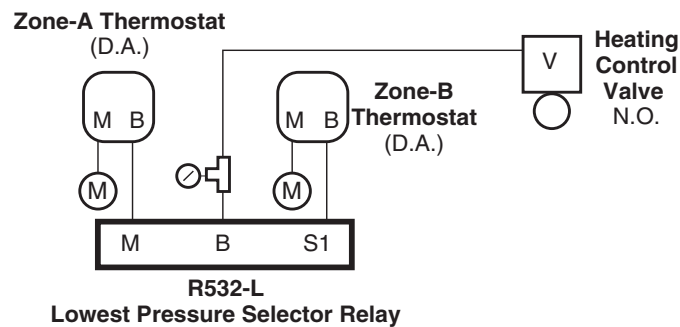 Zone-A Thermostat
(D.A.)
M B
M
Zone-B
Thermostat
(D.A.)
M B
M
V
Heating
Control
Valve
N.O.
M B S1
R532-L
Lowest Pressure Selector Relay